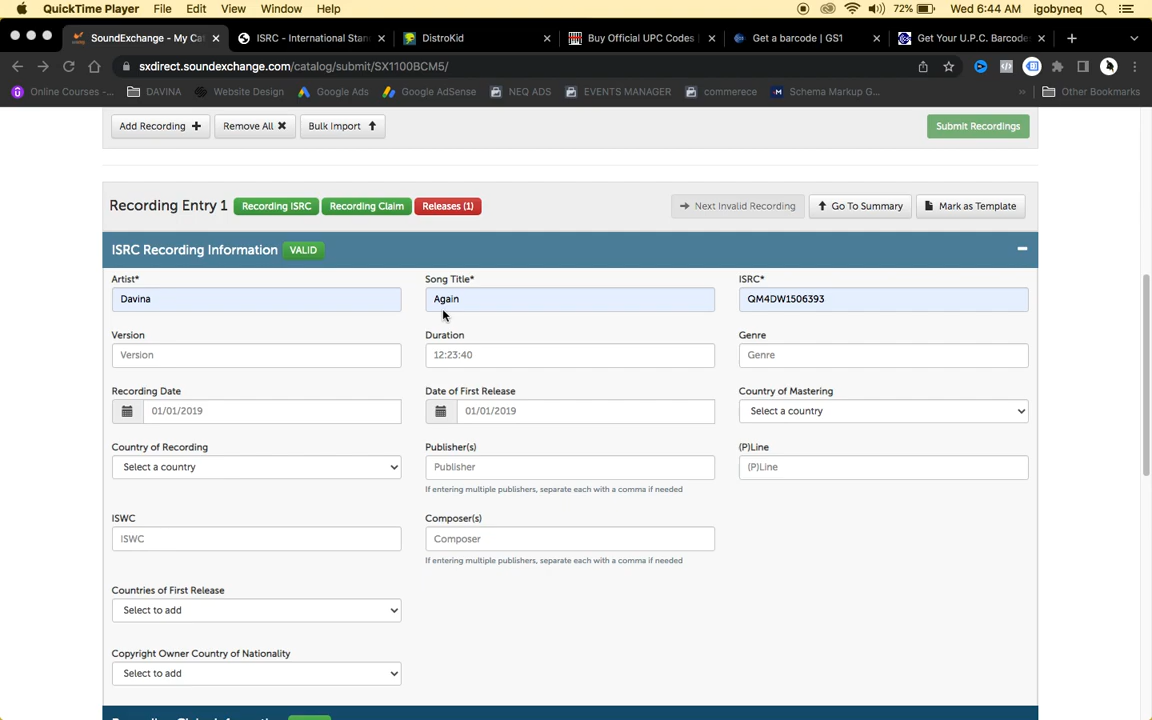 QuickTime Player File Edit View Window Help 72% Wed 6:44 AM igobyneq
SoundExchange - My Ca ISRC - International Stan DistroKid Buy Official UPC Codes Get a barcode | GS1 Get Your U.P.C. Barcode
sxdirect.soundexchange.com/catalog/submit/SX1100BCM5/
Online Courses -... DAVINA Website Design Google Ads Google AdSense NEQ ADS EVENTS MANAGER commerece Schema Markup G... » Other Bookmarks
Add Recording + Remove All Bulk Import Submit Recordings
Recording Entry 1 Recording ISRC Recording Claim Releases (1) Next Invalid Recording Go To Summary Mark as Template
ISRC Recording Information VALID
Artist* Song Title* ISRC*
Davina Again QM4DW1506393
Version Duration Genre
Version 12:23:40 Genre
Recording Date Date of First Release Country of Mastering
01/01/2019 01/01/2019 Select a country
Country of Recording Publisher(s) (P)Line
Select a country Publisher (P)Line
If entering multiple publishers, separate each with a comma if needed
ISWC Composer(s)
ISWC Composer
If entering multiple publishers, separate each with a comma if needed
Countries of First Release
Select to add
Copyright Owner Country of Nationality
Select to add